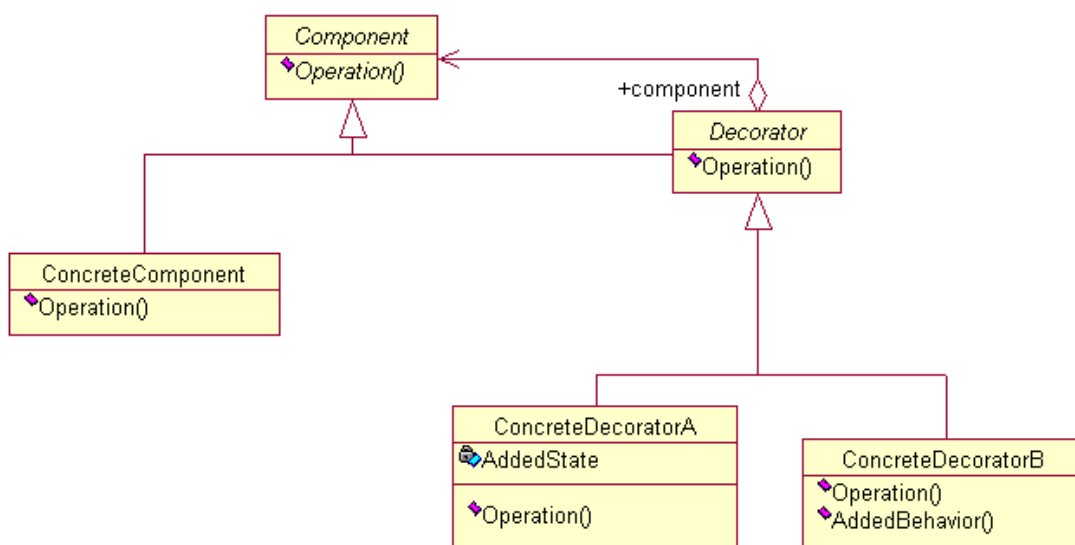 Component
Operation()
+component
Decorator
Operation()
ConcreteComponent
Operation()
ConcreteDecoratorA
AddedState
Operation()
ConcreteDecoratorB
Operation()
AddedBehavior()